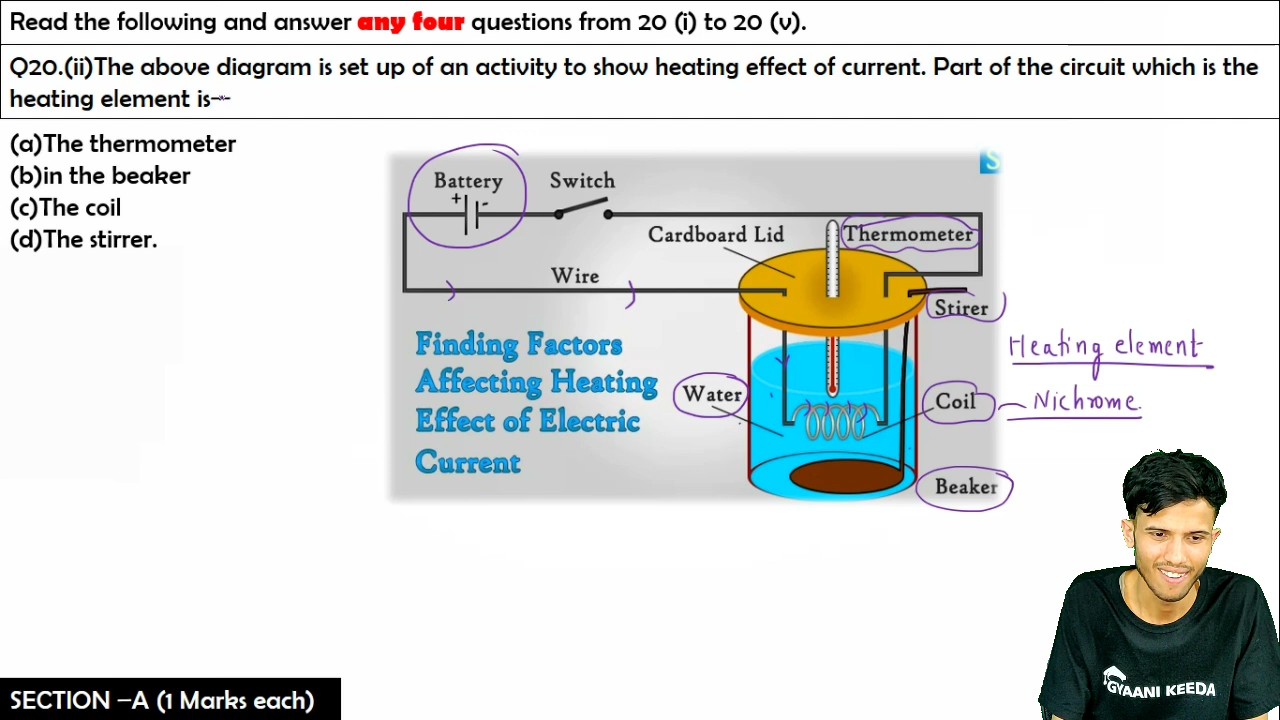 Read the following and answer any four questions from 20 (i) to 20 (v).
Q20.(ii)The above diagram is set up of an activity to show heating effect of current. Part of the circuit which is the
heating element is--
(a)The thermometer
(b)in the beaker
(c)The coil
(d)The stirrer.
Battery
Switch
+
-
S
Cardboard Lid
Thermometer
Wire
Stirer
Finding Factors
Affecting Heating
Effect of Electric
Current
Water
Coil
Beaker
Heating element
Nichrome.
GYAANI KEEDA
SECTION –A (1 Marks each)